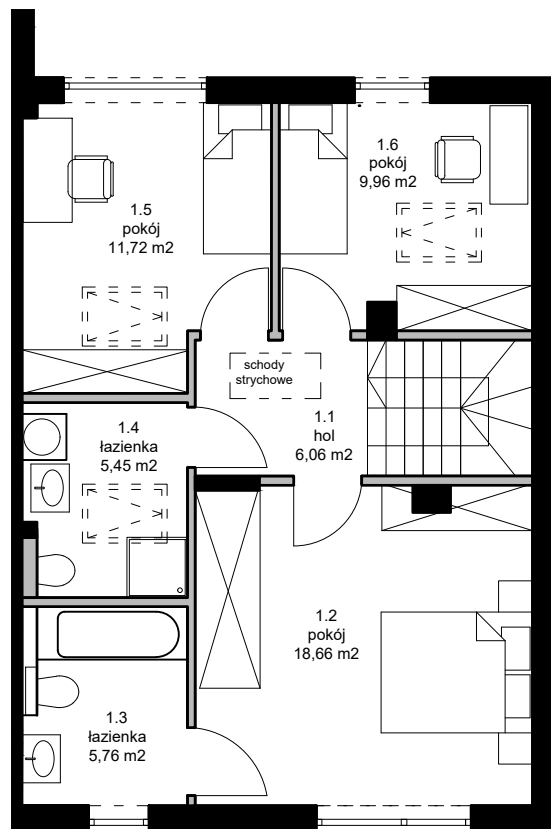 1.6
pokój
9,96 m2
1.5
pokój
11,72 m2
schody
strychowe
1.1
hol
6,06 m2
1.4
łazienka
5,45 m2
1.2
pokój
18,66 m2
1.3
łazienka
5,76 m2